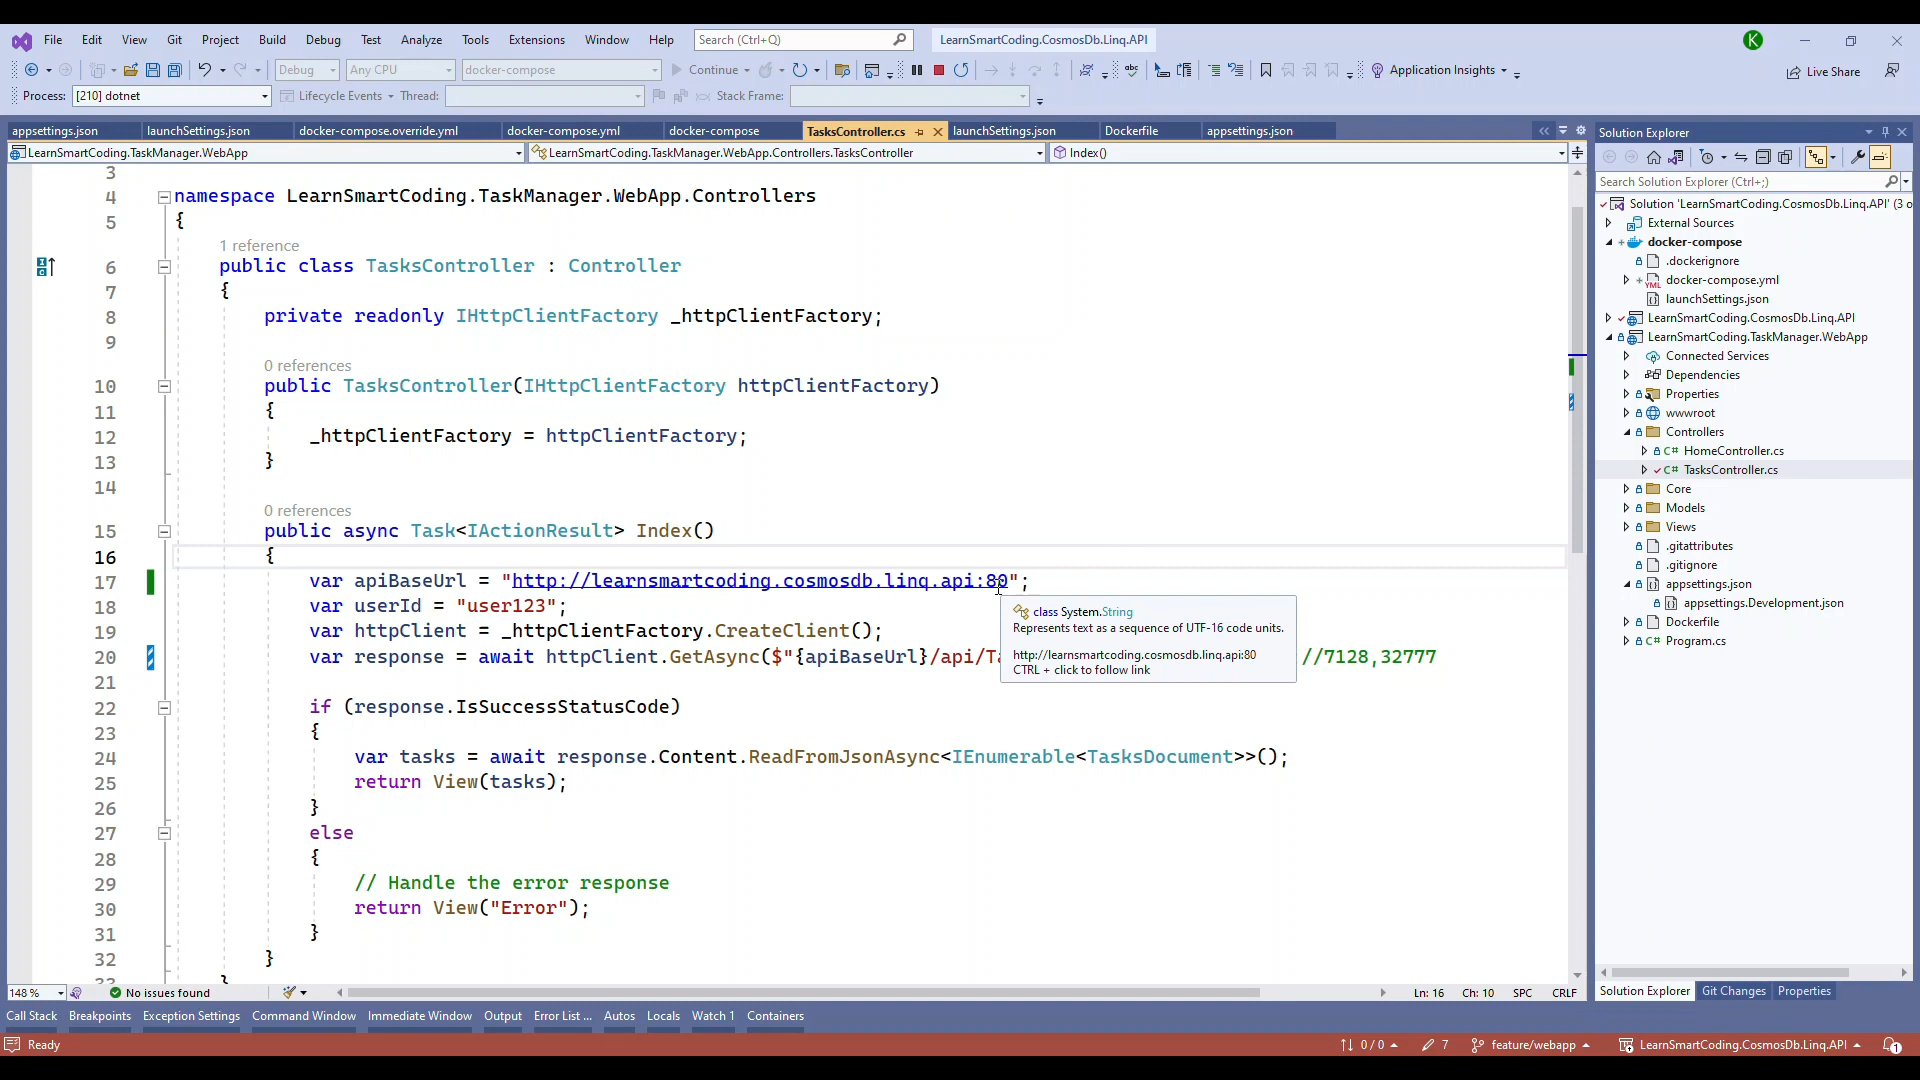 File Edit View Git Project Build Debug Test Analyze Tools Extensions Window Help Search (Ctrl+Q) LearnSmartCoding.CosmosDb.Linq.API K
Debug Any CPU docker-compose Continue Application Insights Live Share
Process: [210] dotnet Lifecycle Events Thread: Stack Frame:
appsettings.json launchSettings.json docker-compose.override.yml docker-compose.yml docker-compose TasksController.cs launchSettings.json Dockerfile appsettings.json
LearnSmartCoding.TaskManager.WebApp LearnSmartCoding.TaskManager.WebApp.Controllers.TasksController Index()
3
4 namespace LearnSmartCoding.TaskManager.WebApp.Controllers
5 {
1 reference
6 public class TasksController : Controller
7 {
8 private readonly IHttpClientFactory _httpClientFactory;
9
0 references
10 public TasksController(IHttpClientFactory httpClientFactory)
11 {
12 _httpClientFactory = httpClientFactory;
13 }
14
0 references
15 public async Task<IActionResult> Index()
16 {
17 var apiBaseUrl = "http://learnsmartcoding.cosmosdb.linq.api:80";
18 var userId = "user123";
19 var httpClient = _httpClientFactory.CreateClient();
20 var response = await httpClient.GetAsync($"{apiBaseUrl}/api/Ta //7128,32777
21
22 if (response.IsSuccessStatusCode)
23 {
24 var tasks = await response.Content.ReadFromJsonAsync<IEnumerable<TasksDocument>>();
25 return View(tasks);
26 }
27 else
28 {
29 // Handle the error response
30 return View("Error");
31 }
32 }
33 }
class System.String
Represents text as a sequence of UTF-16 code units.
http://learnsmartcoding.cosmosdb.linq.api:80
CTRL + click to follow link
148 % No issues found Ln: 16 Ch: 10 SPC CRLF
Solution Explorer
Search Solution Explorer (Ctrl+;)
Solution 'LearnSmartCoding.CosmosDb.Linq.API' (3 o
External Sources
docker-compose
.dockerignore
docker-compose.yml
launchSettings.json
LearnSmartCoding.CosmosDb.Linq.API
LearnSmartCoding.TaskManager.WebApp
Connected Services
Dependencies
Properties
wwwroot
Controllers
C# HomeController.cs
C# TasksController.cs
Core
Models
Views
.gitattributes
.gitignore
appsettings.json
appsettings.Development.json
Dockerfile
C# Program.cs
Solution Explorer Git Changes Properties
Call Stack Breakpoints Exception Settings Command Window Immediate Window Output Error List ... Autos Locals Watch 1 Containers
Ready 0 / 0 7 feature/webapp LearnSmartCoding.CosmosDb.Linq.API 1